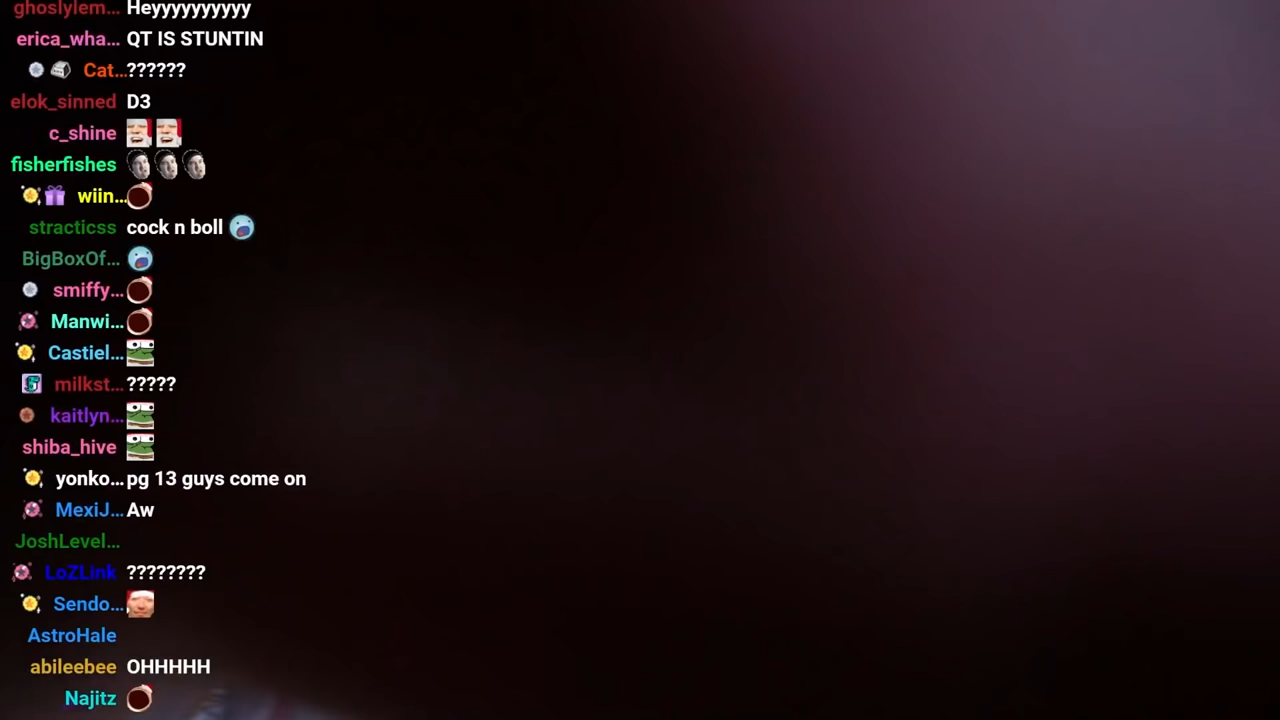 ghoslylem… Heyyyyyyyyyy
erica_wha… QT IS STUNTIN
Cat… ??????
elok_sinned D3
c_shine
fisherfishes
wiin…
stracticss cock n boll
BigBoxOf…
smiffy…
Manwi…
Castiel…
milkst… ?????
kaitlyn…
shiba_hive
yonko… pg 13 guys come on
MexiJ… Aw
JoshLevel…
LoZLink ????????
Sendo…
AstroHale
abileebee OHHHHH
Najitz